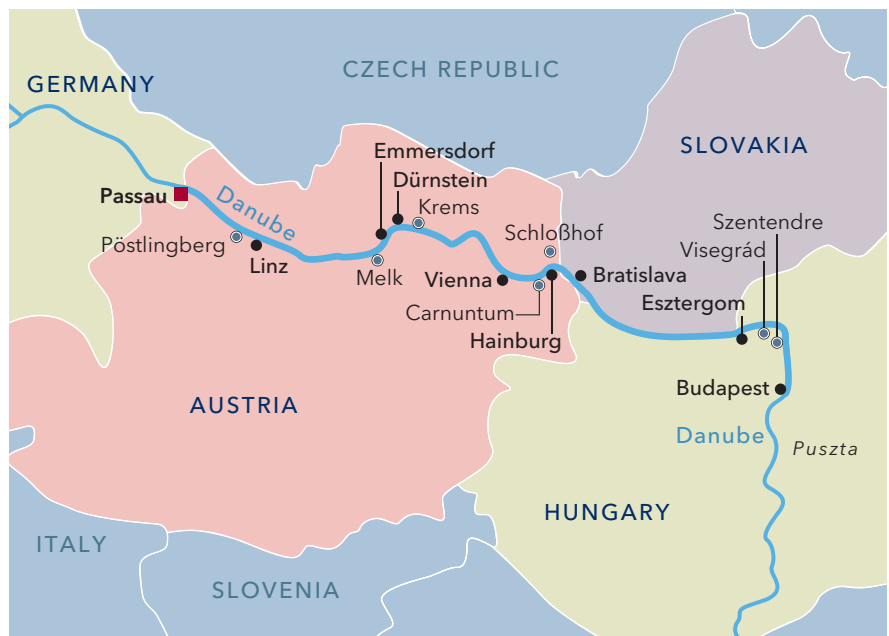 CZECH REPUBLIC
GERMANY
SLOVAKIA
Emmersdorf
Dürnstein
Passau
Danube
Krems
Szentendre
Schloßhof
Visegrád
Pöstlingberg
Linz
Melk
Vienna
Bratislava
Carnuntum
Esztergom
Hainburg
Budapest
AUSTRIA
Danube
Puszta
HUNGARY
ITALY
SLOVENIA